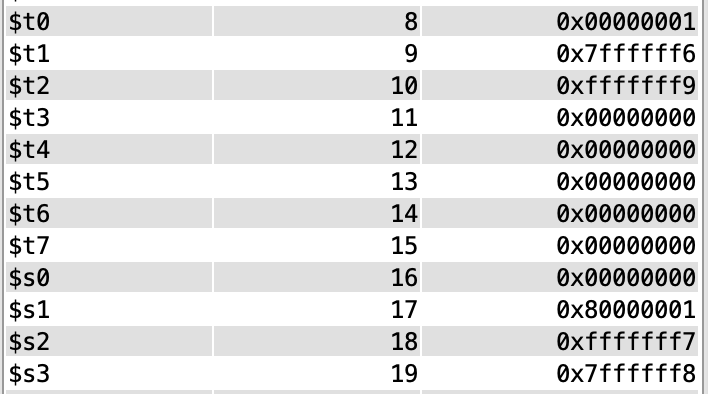 $t0 8 0x00000001
$t1 9 0x7ffffff6
$t2 10 0xfffffff9
$t3 11 0x00000000
$t4 12 0x00000000
$t5 13 0x00000000
$t6 14 0x00000000
$t7 15 0x00000000
$s0 16 0x00000000
$s1 17 0x80000001
$s2 18 0xfffffff7
$s3 19 0x7ffffff8